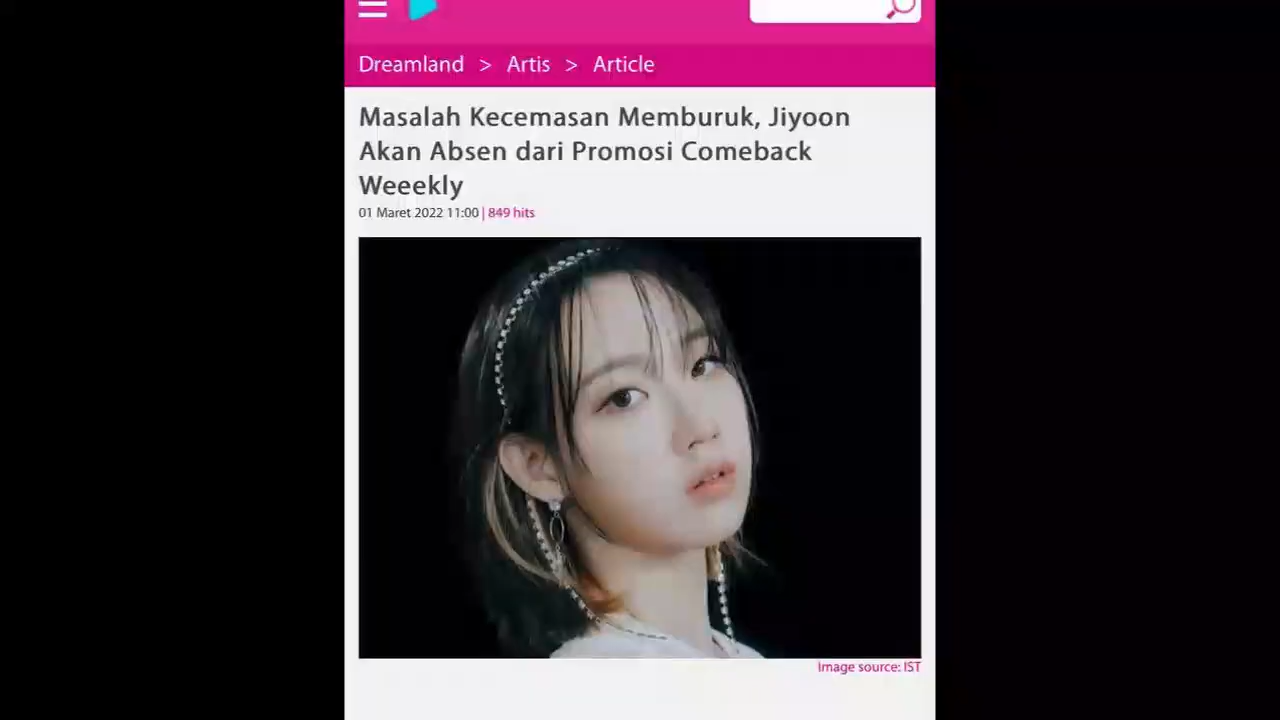 Dreamland > Artis > Article
Masalah Kecemasan Memburuk, Jiyoon
Akan Absen dari Promosi Comeback
Weeekly
01 Maret 2022 11:00 | 849 hits
Image source: IST